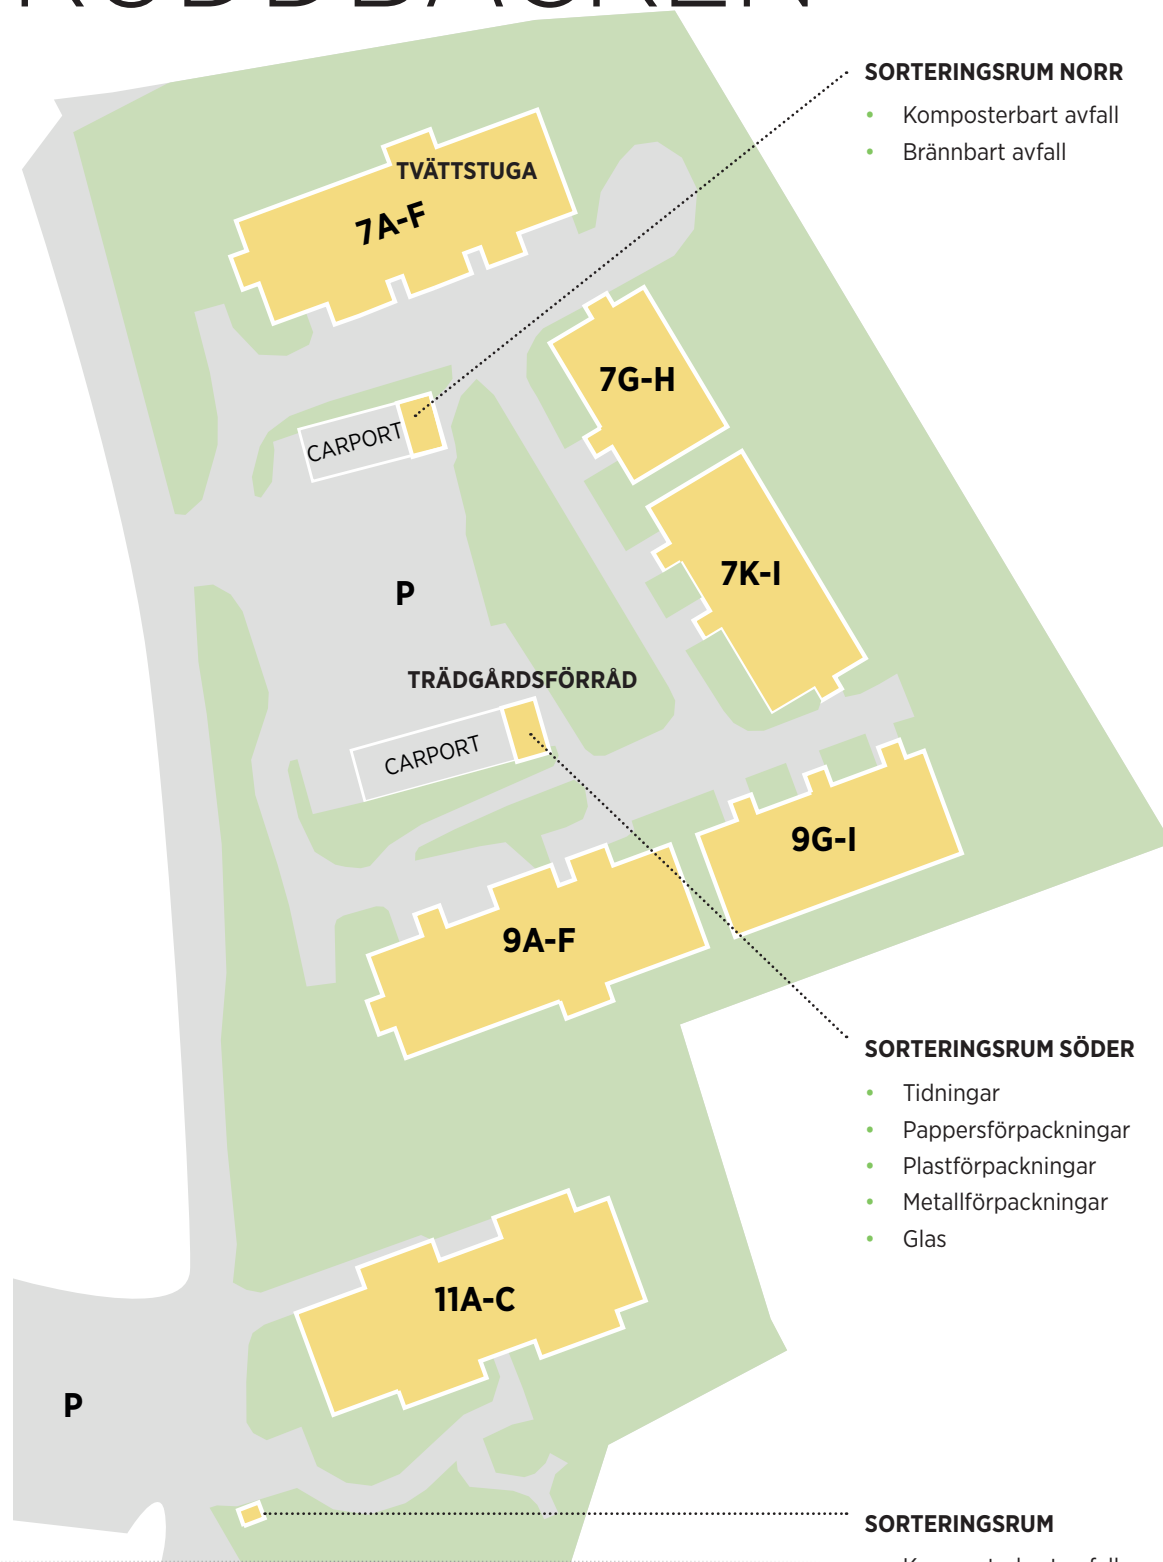 SORTERINGSRUM NORR
• Komposterbart avfall
• Brännbart avfall
TVÄTTSTUGA
7A-F
7G-H
CARPORT
7K-I
P
TRÄDGÅRDSFÖRRÅD
CARPORT
9G-I
9A-F
SORTERINGSRUM SÖDER
• Tidningar
• Pappersförpackningar
• Plastförpackningar
• Metallförpackningar
• Glas
11A-C
P
SORTERINGSRUM